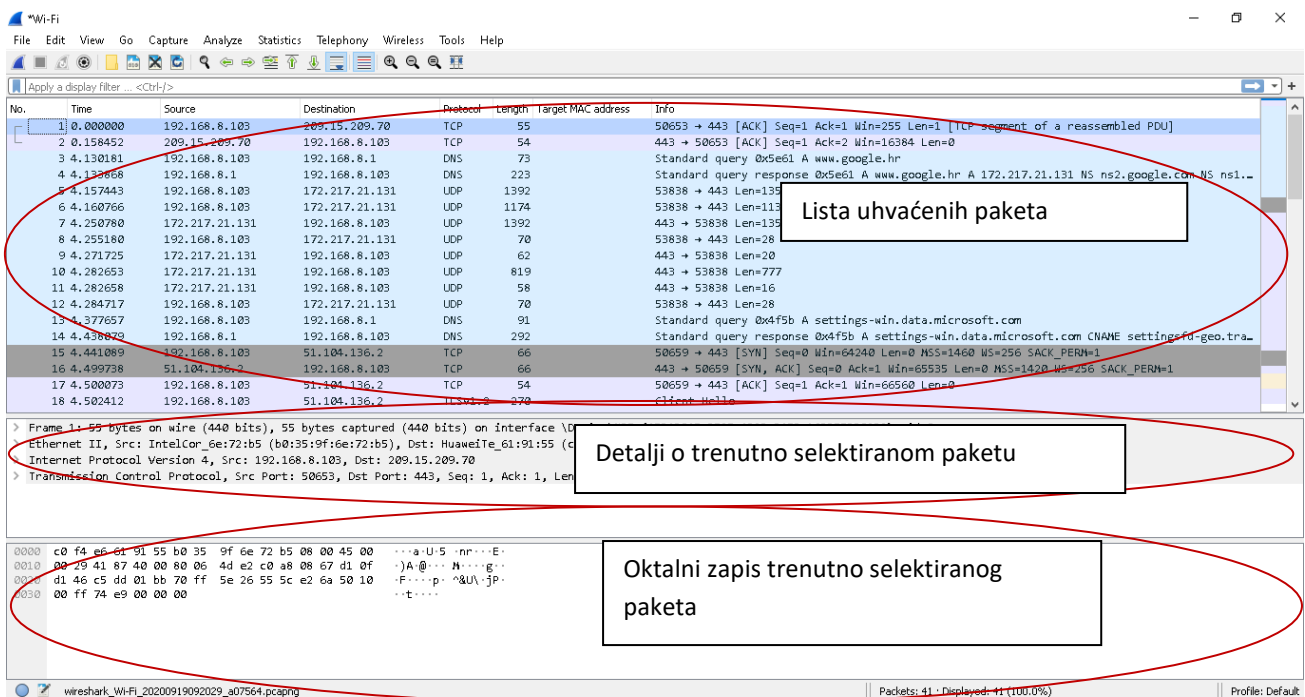 *Wi-Fi
File Edit View Go Capture Analyze Statistics Telephony Wireless Tools Help
Apply a display filter ... <Ctrl-/>
No. Time Source Destination Protocol Length Target MAC address Info
1 0.000000 192.168.8.103 209.15.209.70 TCP 55 50653 → 443 [ACK] Seq=1 Ack=1 Win=255 Len=1 [TCP segment of a reassembled PDU]
2 0.158452 209.15.209.70 192.168.8.103 TCP 54 443 → 50653 [ACK] Seq=1 Ack=2 Win=16384 Len=0
3 4.130181 192.168.8.103 192.168.8.1 DNS 73 Standard query 0x5e61 A www.google.hr
4 4.133868 192.168.8.1 192.168.8.103 DNS 223 Standard query response 0x5e61 A www.google.hr A 172.217.21.131 NS ns2.google.com NS ns1.…
5 4.157443 192.168.8.103 172.217.21.131 UDP 1392 53838 → 443 Len=135
6 4.160766 192.168.8.103 172.217.21.131 UDP 1174 53838 → 443 Len=113
7 4.250780 172.217.21.131 192.168.8.103 UDP 1392 443 → 53838 Len=135
8 4.255180 192.168.8.103 172.217.21.131 UDP 70 53838 → 443 Len=28
9 4.271725 172.217.21.131 192.168.8.103 UDP 62 443 → 53838 Len=20
10 4.282653 172.217.21.131 192.168.8.103 UDP 819 443 → 53838 Len=777
11 4.282658 172.217.21.131 192.168.8.103 UDP 58 443 → 53838 Len=16
12 4.284717 192.168.8.103 172.217.21.131 UDP 70 53838 → 443 Len=28
13 4.377657 192.168.8.103 192.168.8.1 DNS 91 Standard query 0x4f5b A settings-win.data.microsoft.com
14 4.438079 192.168.8.1 192.168.8.103 DNS 292 Standard query response 0x4f5b A settings-win.data.microsoft.com CNAME settingsfd-geo.tra…
15 4.441089 192.168.8.103 51.104.136.2 TCP 66 50659 → 443 [SYN] Seq=0 Win=64240 Len=0 MSS=1460 WS=256 SACK_PERM=1
16 4.499738 51.104.136.2 192.168.8.103 TCP 66 443 → 50659 [SYN, ACK] Seq=0 Ack=1 Win=65535 Len=0 MSS=1420 WS=256 SACK_PERM=1
17 4.500073 192.168.8.103 51.104.136.2 TCP 54 50659 → 443 [ACK] Seq=1 Ack=1 Win=66560 Len=0
18 4.502412 192.168.8.103 51.104.136.2 TLSv1.2 270 Client Hello
Lista uhvaćenih paketa
Frame 1: 55 bytes on wire (440 bits), 55 bytes captured (440 bits) on interface
Ethernet II, Src: IntelCor_6e:72:b5 (b0:35:9f:6e:72:b5), Dst: HuaweiTe_61:91:55 (c
Internet Protocol Version 4, Src: 192.168.8.103, Dst: 209.15.209.70
Transmission Control Protocol, Src Port: 50653, Dst Port: 443, Seq: 1, Ack: 1, Len
Detalji o trenutno selektiranom paketu
0000 c0 f4 e6 61 91 55 b0 35 9f 6e 72 b5 08 00 45 00 ···a·U·5 ·nr···E·
0010 00 29 41 87 40 00 80 06 4d e2 c0 a8 08 67 d1 0f ·)A·@··· M····g··
0020 d1 46 c5 dd 01 bb 70 ff 5e 26 55 5c e2 6a 50 10 ·F····p· ^&U\·jP·
0030 00 ff 74 e9 00 00 00 ··t····
Oktalni zapis trenutno selektiranog
paketa
wireshark_Wi-Fi_20200919092029_a07564.pcapng Packets: 41 · Displayed: 41 (100.0%) Profile: Default